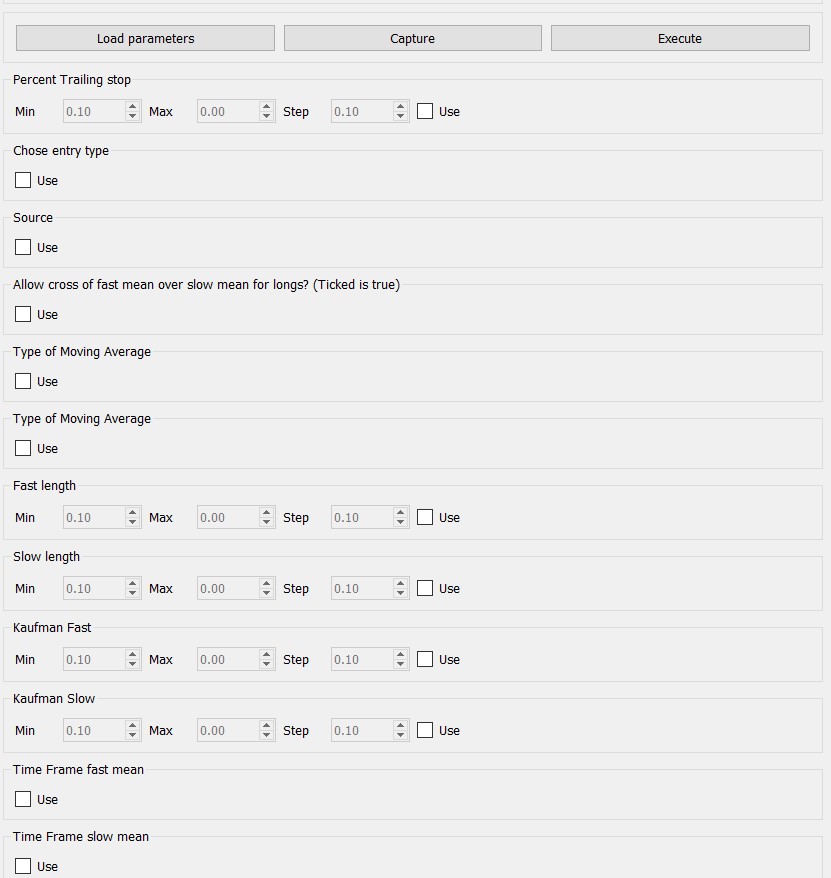 Load parameters Capture Execute
Percent Trailing stop
Min 0.10 Max 0.00 Step 0.10 Use
Chose entry type
Use
Source
Use
Allow cross of fast mean over slow mean for longs? (Ticked is true)
Use
Type of Moving Average
Use
Type of Moving Average
Use
Fast length
Min 0.10 Max 0.00 Step 0.10 Use
Slow length
Min 0.10 Max 0.00 Step 0.10 Use
Kaufman Fast
Min 0.10 Max 0.00 Step 0.10 Use
Kaufman Slow
Min 0.10 Max 0.00 Step 0.10 Use
Time Frame fast mean
Use
Time Frame slow mean
Use